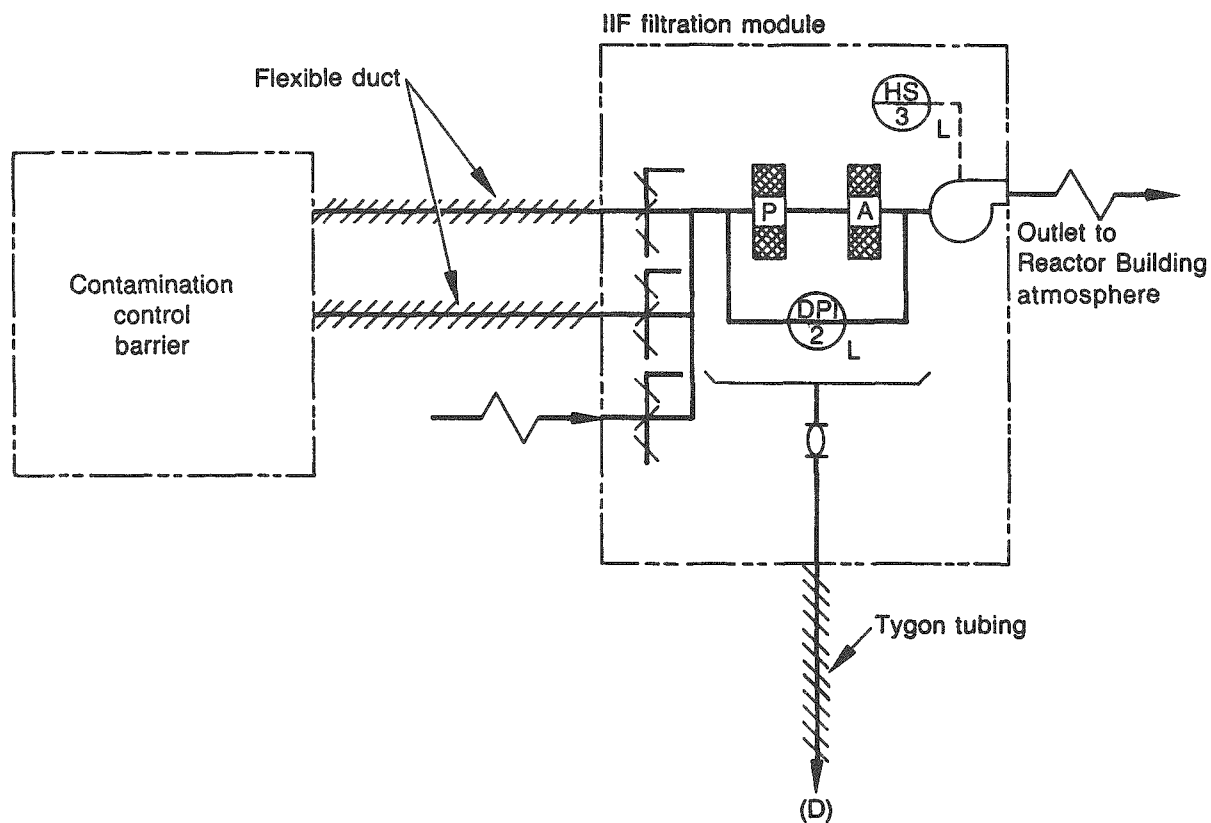 IIF filtration module
Flexible duct
HS
3
L
P
A
Outlet to
Reactor Building
atmosphere
Contamination
control
barrier
DPI
2
L
Tygon tubing
(D)